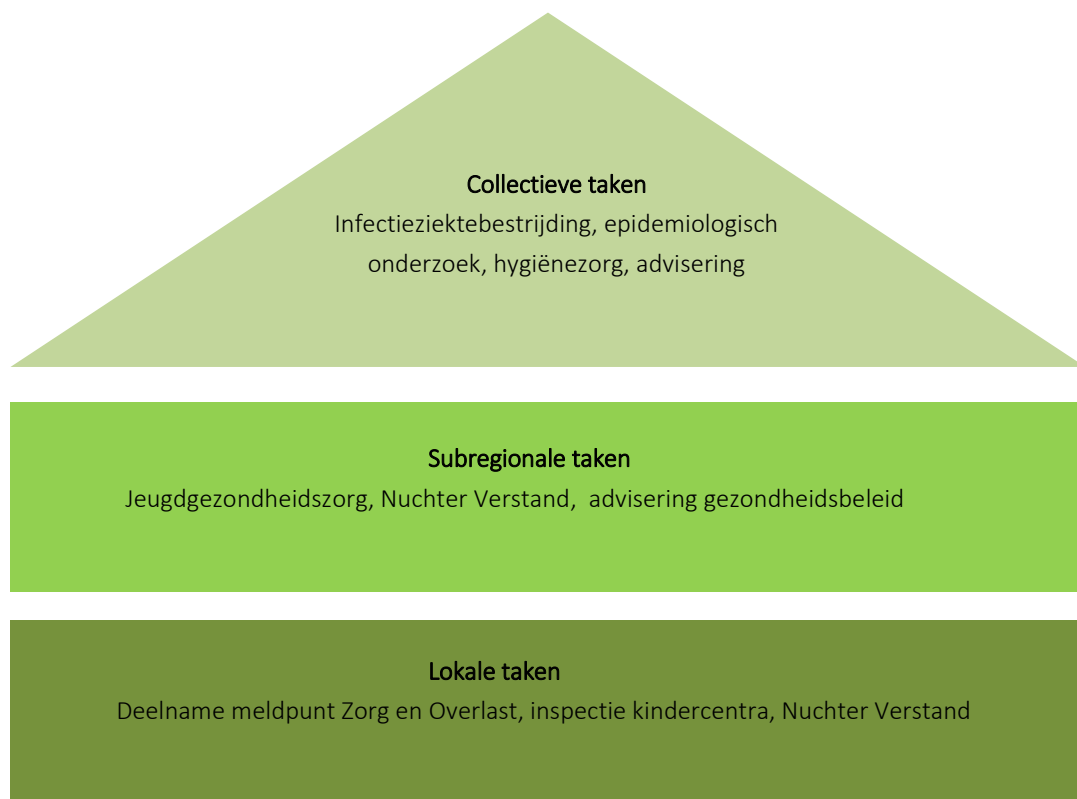 Collectieve taken
Infectieziektebestrijding, epidemiologisch
onderzoek, hygiënezorg, advisering
Subregionale taken
Jeugdgezondheidszorg, Nuchter Verstand,  advisering gezondheidsbeleid
Lokale taken
Deelname meldpunt Zorg en Overlast, inspectie kindercentra, Nuchter Verstand